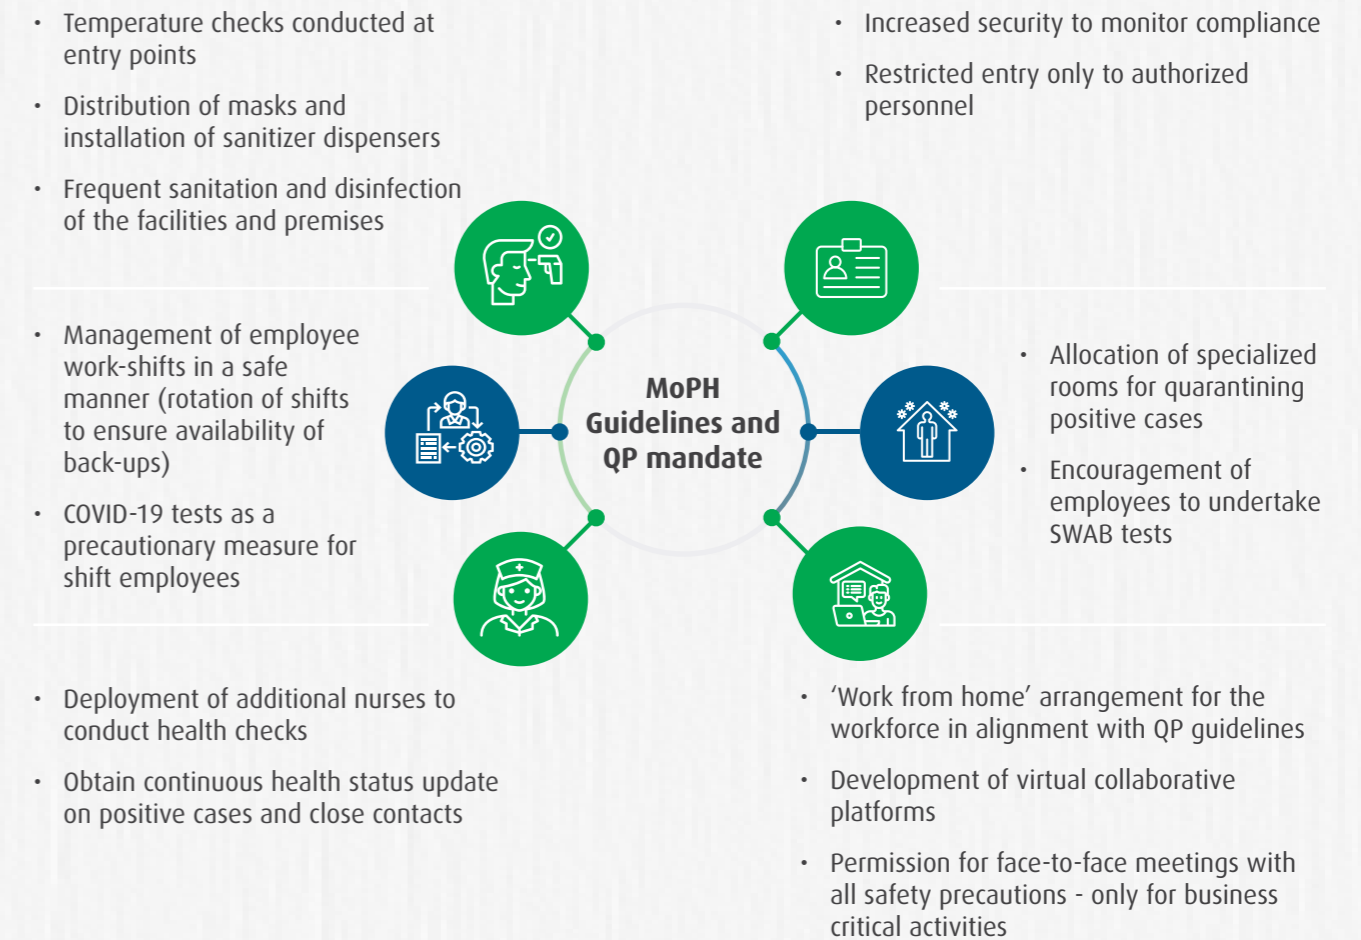 • Temperature checks conducted at
entry points
• Distribution of masks and
installation of sanitizer dispensers
• Frequent sanitation and disinfection
of the facilities and premises
• Management of employee
work-shifts in a safe
manner (rotation of shifts
to ensure availability of
back-ups)
• COVID-19 tests as a
precautionary measure for
shift employees
• Deployment of additional nurses to
conduct health checks
• Obtain continuous health status update
on positive cases and close contacts
MoPH
Guidelines and
QP mandate
• Increased security to monitor compliance
• Restricted entry only to authorized
personnel
• Allocation of specialized
rooms for quarantining
positive cases
• Encouragement of
employees to undertake
SWAB tests
• ‘Work from home’ arrangement for the
workforce in alignment with QP guidelines
• Development of virtual collaborative
platforms
• Permission for face-to-face meetings with
all safety precautions - only for business
critical activities